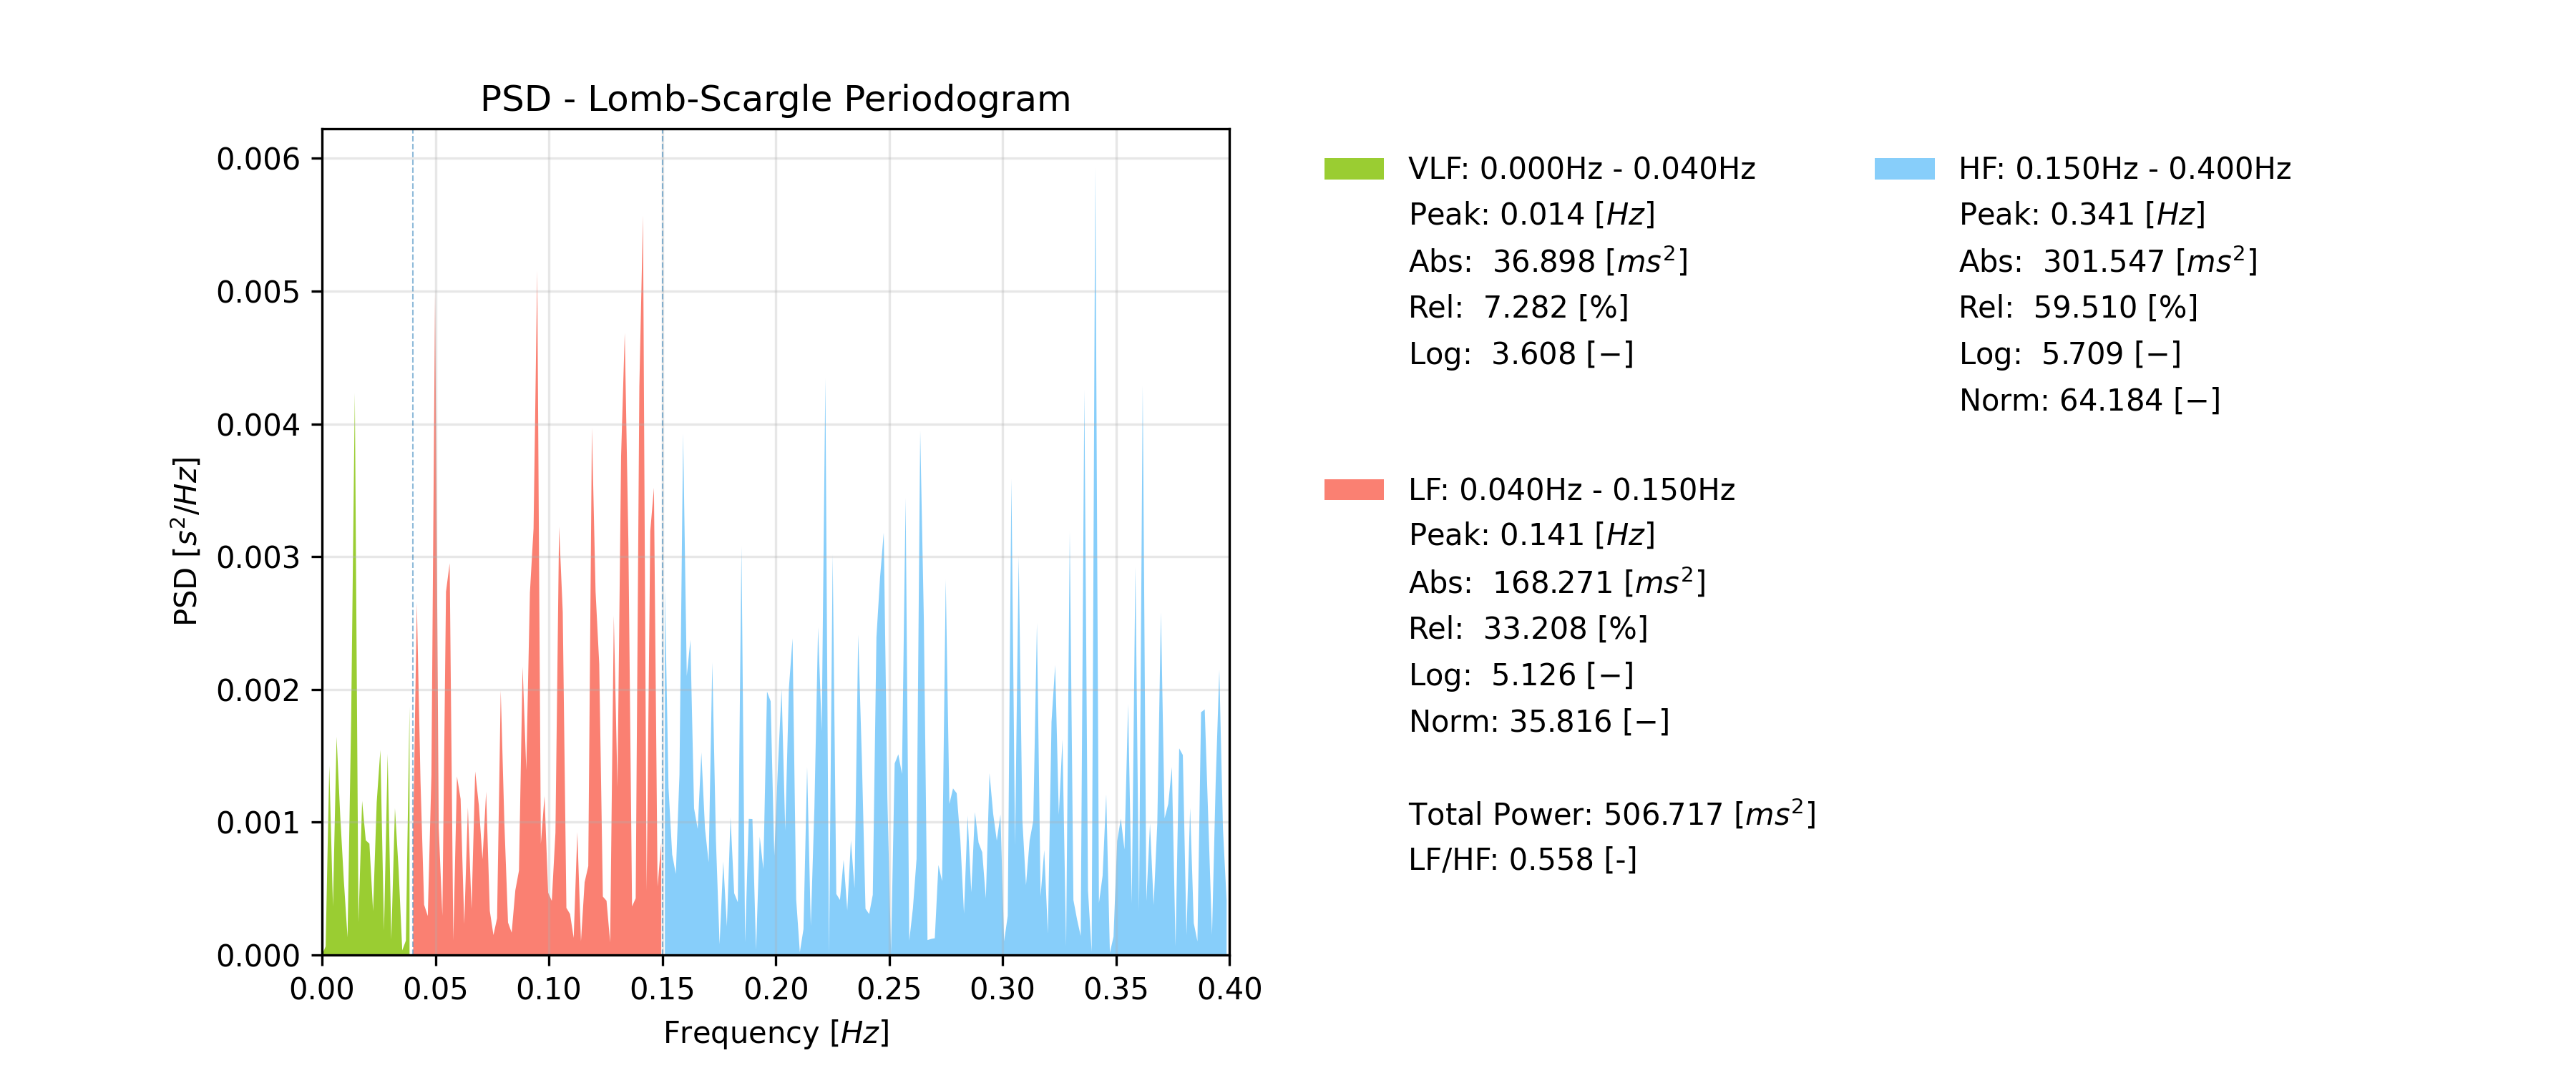 PSD - Lomb-Scargle Periodogram
PSD [s²/Hz]
0.006
0.005
0.004
0.003
0.002
0.001
0.000
0.00 0.05 0.10 0.15 0.20 0.25 0.30 0.35 0.40
Frequency [Hz]
VLF: 0.000Hz - 0.040Hz
Peak: 0.014 [Hz]
Abs: 36.898 [ms²]
Rel: 7.282 [%]
Log: 3.608 [−]
LF: 0.040Hz - 0.150Hz
Peak: 0.141 [Hz]
Abs: 168.271 [ms²]
Rel: 33.208 [%]
Log: 5.126 [−]
Norm: 35.816 [−]
Total Power: 506.717 [ms²]
LF/HF: 0.558 [-]
HF: 0.150Hz - 0.400Hz
Peak: 0.341 [Hz]
Abs: 301.547 [ms²]
Rel: 59.510 [%]
Log: 5.709 [−]
Norm: 64.184 [−]